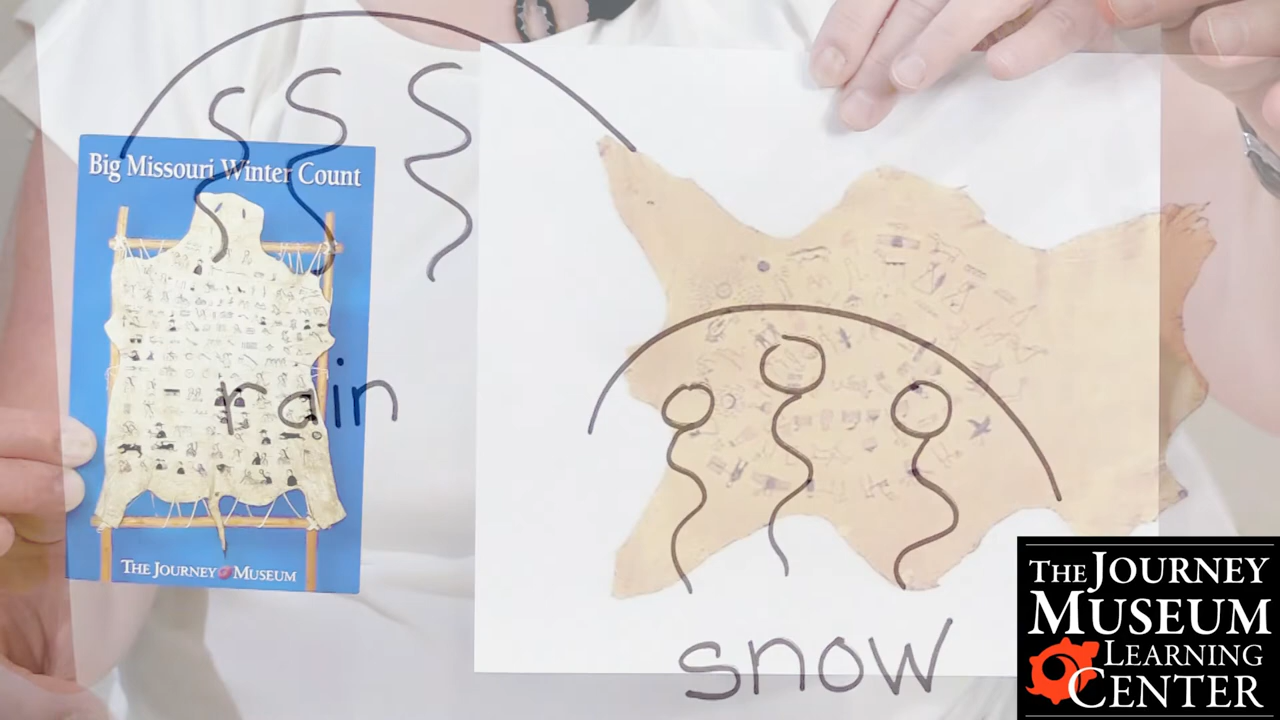 Big Missouri Winter Count
THE JOURNEY MUSEUM
rain
snow
THE JOURNEY
MUSEUM
LEARNING
CENTER